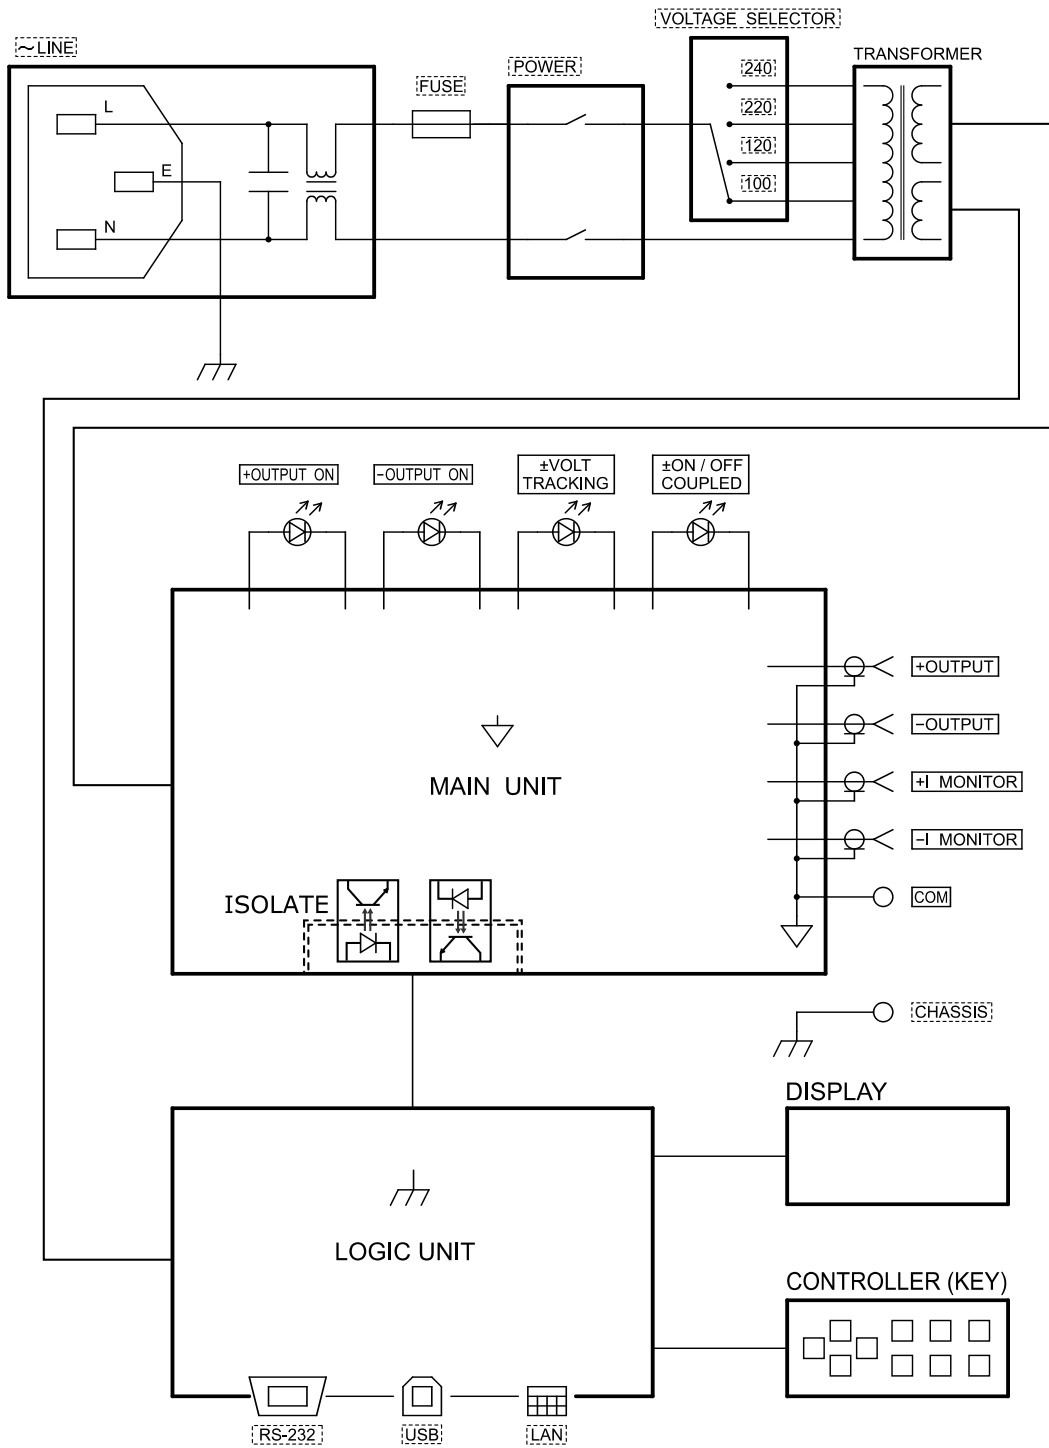 VOLTAGE SELECTOR
~LINE
POWER
TRANSFORMER
FUSE
240
L
220
120
E
100
N
+OUTPUT ON
-OUTPUT ON
±VOLT
TRACKING
±ON / OFF
COUPLED
+OUTPUT
-OUTPUT
MAIN UNIT
+I MONITOR
-I MONITOR
ISOLATE
COM
CHASSIS
DISPLAY
LOGIC UNIT
CONTROLLER (KEY)
RS-232
USB
LAN